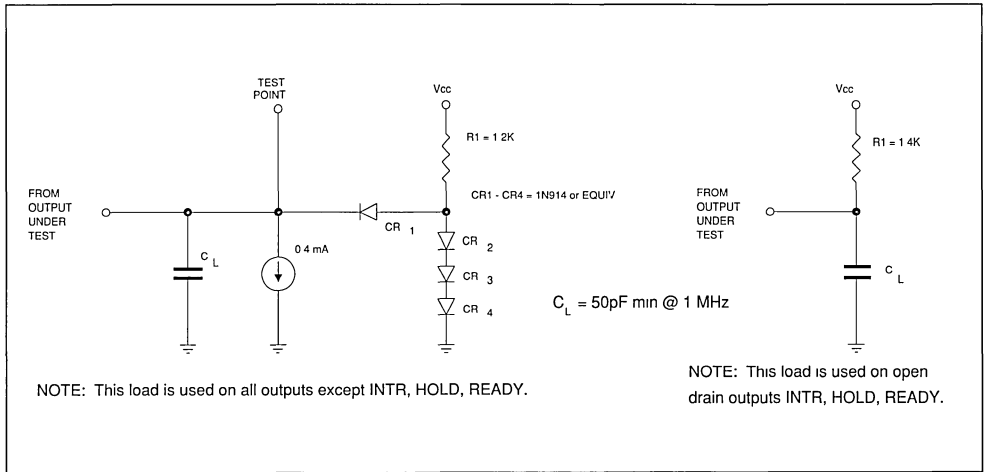 TEST
POINT
Vcc
R1 = 1 2K
CR1 - CR4 = 1N914 or EQUIV
FROM
OUTPUT
UNDER
TEST
CR 1
C L
0 4 mA
CR 2
CR 3
CR 4
C L = 50pF min @ 1 MHz
NOTE: This load is used on all outputs except INTR, HOLD, READY.
Vcc
R1 = 1 4K
FROM
OUTPUT
UNDER
TEST
C L
NOTE: This load is used on open
drain outputs INTR, HOLD, READY.